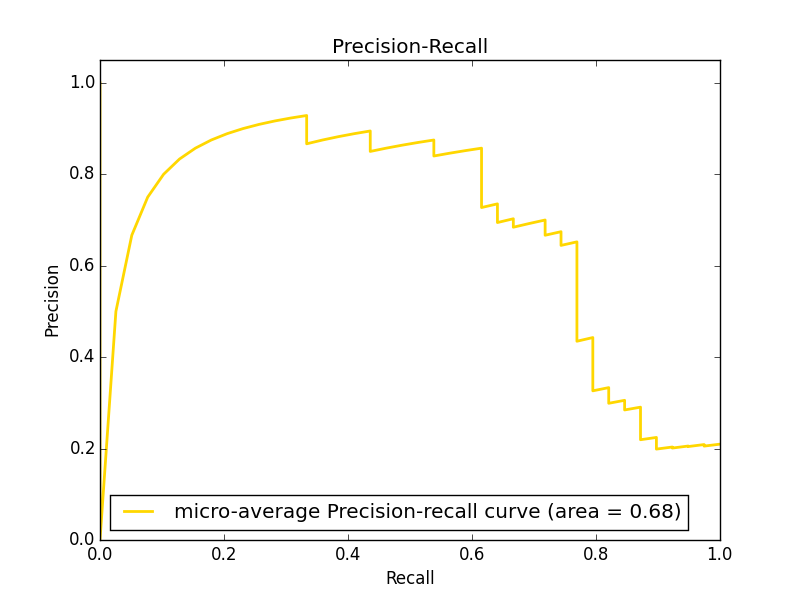 Precision-Recall
1.0
0.8
0.6
0.4
0.2
0.0
Precision
micro-average Precision-recall curve (area = 0.68)
0.0 0.2 0.4 0.6 0.8 1.0
Recall